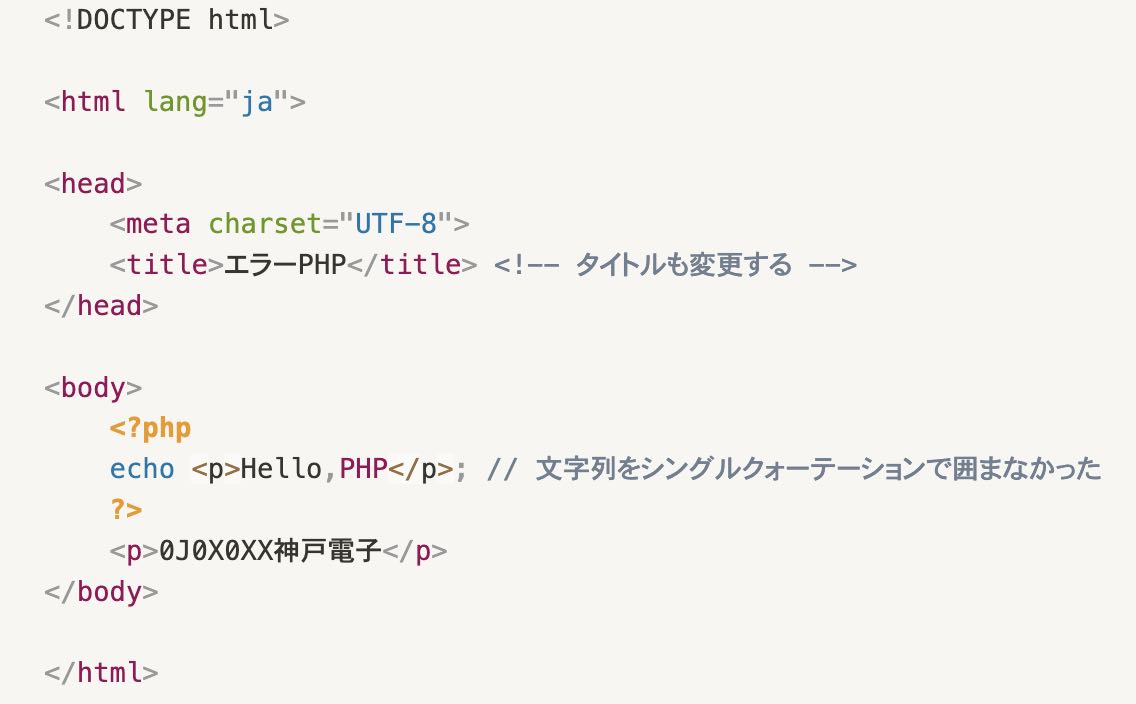 <!DOCTYPE html>
<html lang="ja">
<head>
<meta charset="UTF-8">
<title>エラーPHP</title> <!-- タイトルも変更する -->
</head>
<body>
<?php
echo <p>Hello,PHP</p>; // 文字列をシングルクォーテーションで囲まなかった
?>
<p>0J0X0XX神戸電子</p>
</body>
</html>